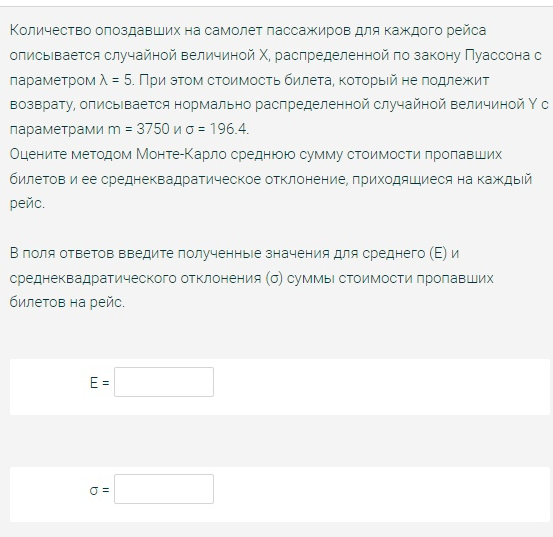 Количество опоздавших на самолет пассажиров для каждого рейса
описывается случайной величиной X, распределенной по закону Пуассона с
параметром λ = 5. При этом стоимость билета, который не подлежит
возврату, описывается нормально распределенной случайной величиной Y с
параметрами m = 3750 и σ = 196.4.
Оцените методом Монте-Карло среднюю сумму стоимости пропавших
билетов и ее среднеквадратическое отклонение, приходящиеся на каждый
рейс.
В поля ответов введите полученные значения для среднего (E) и
среднеквадратического отклонения (σ) суммы стоимости пропавших
билетов на рейс.
E =
σ =